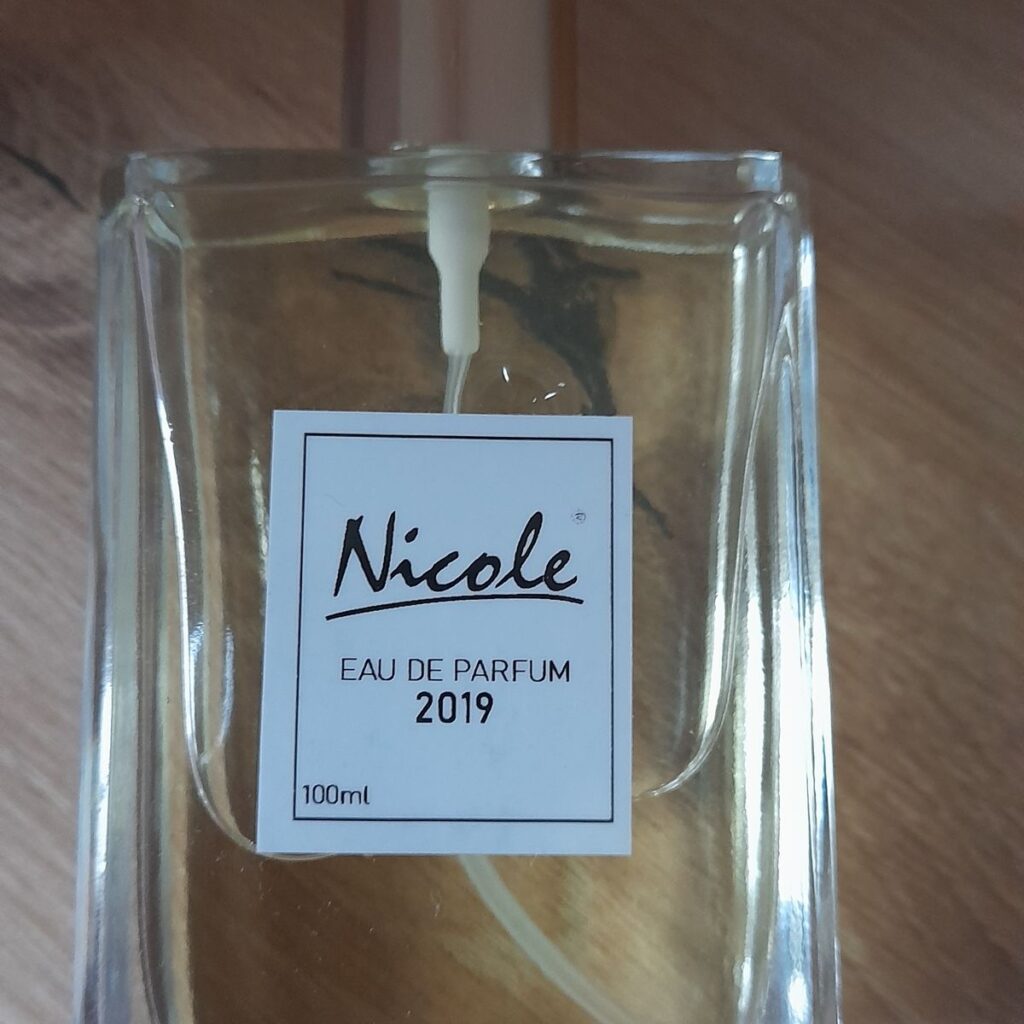 Nicole®
EAU DE PARFUM
2019
100ml